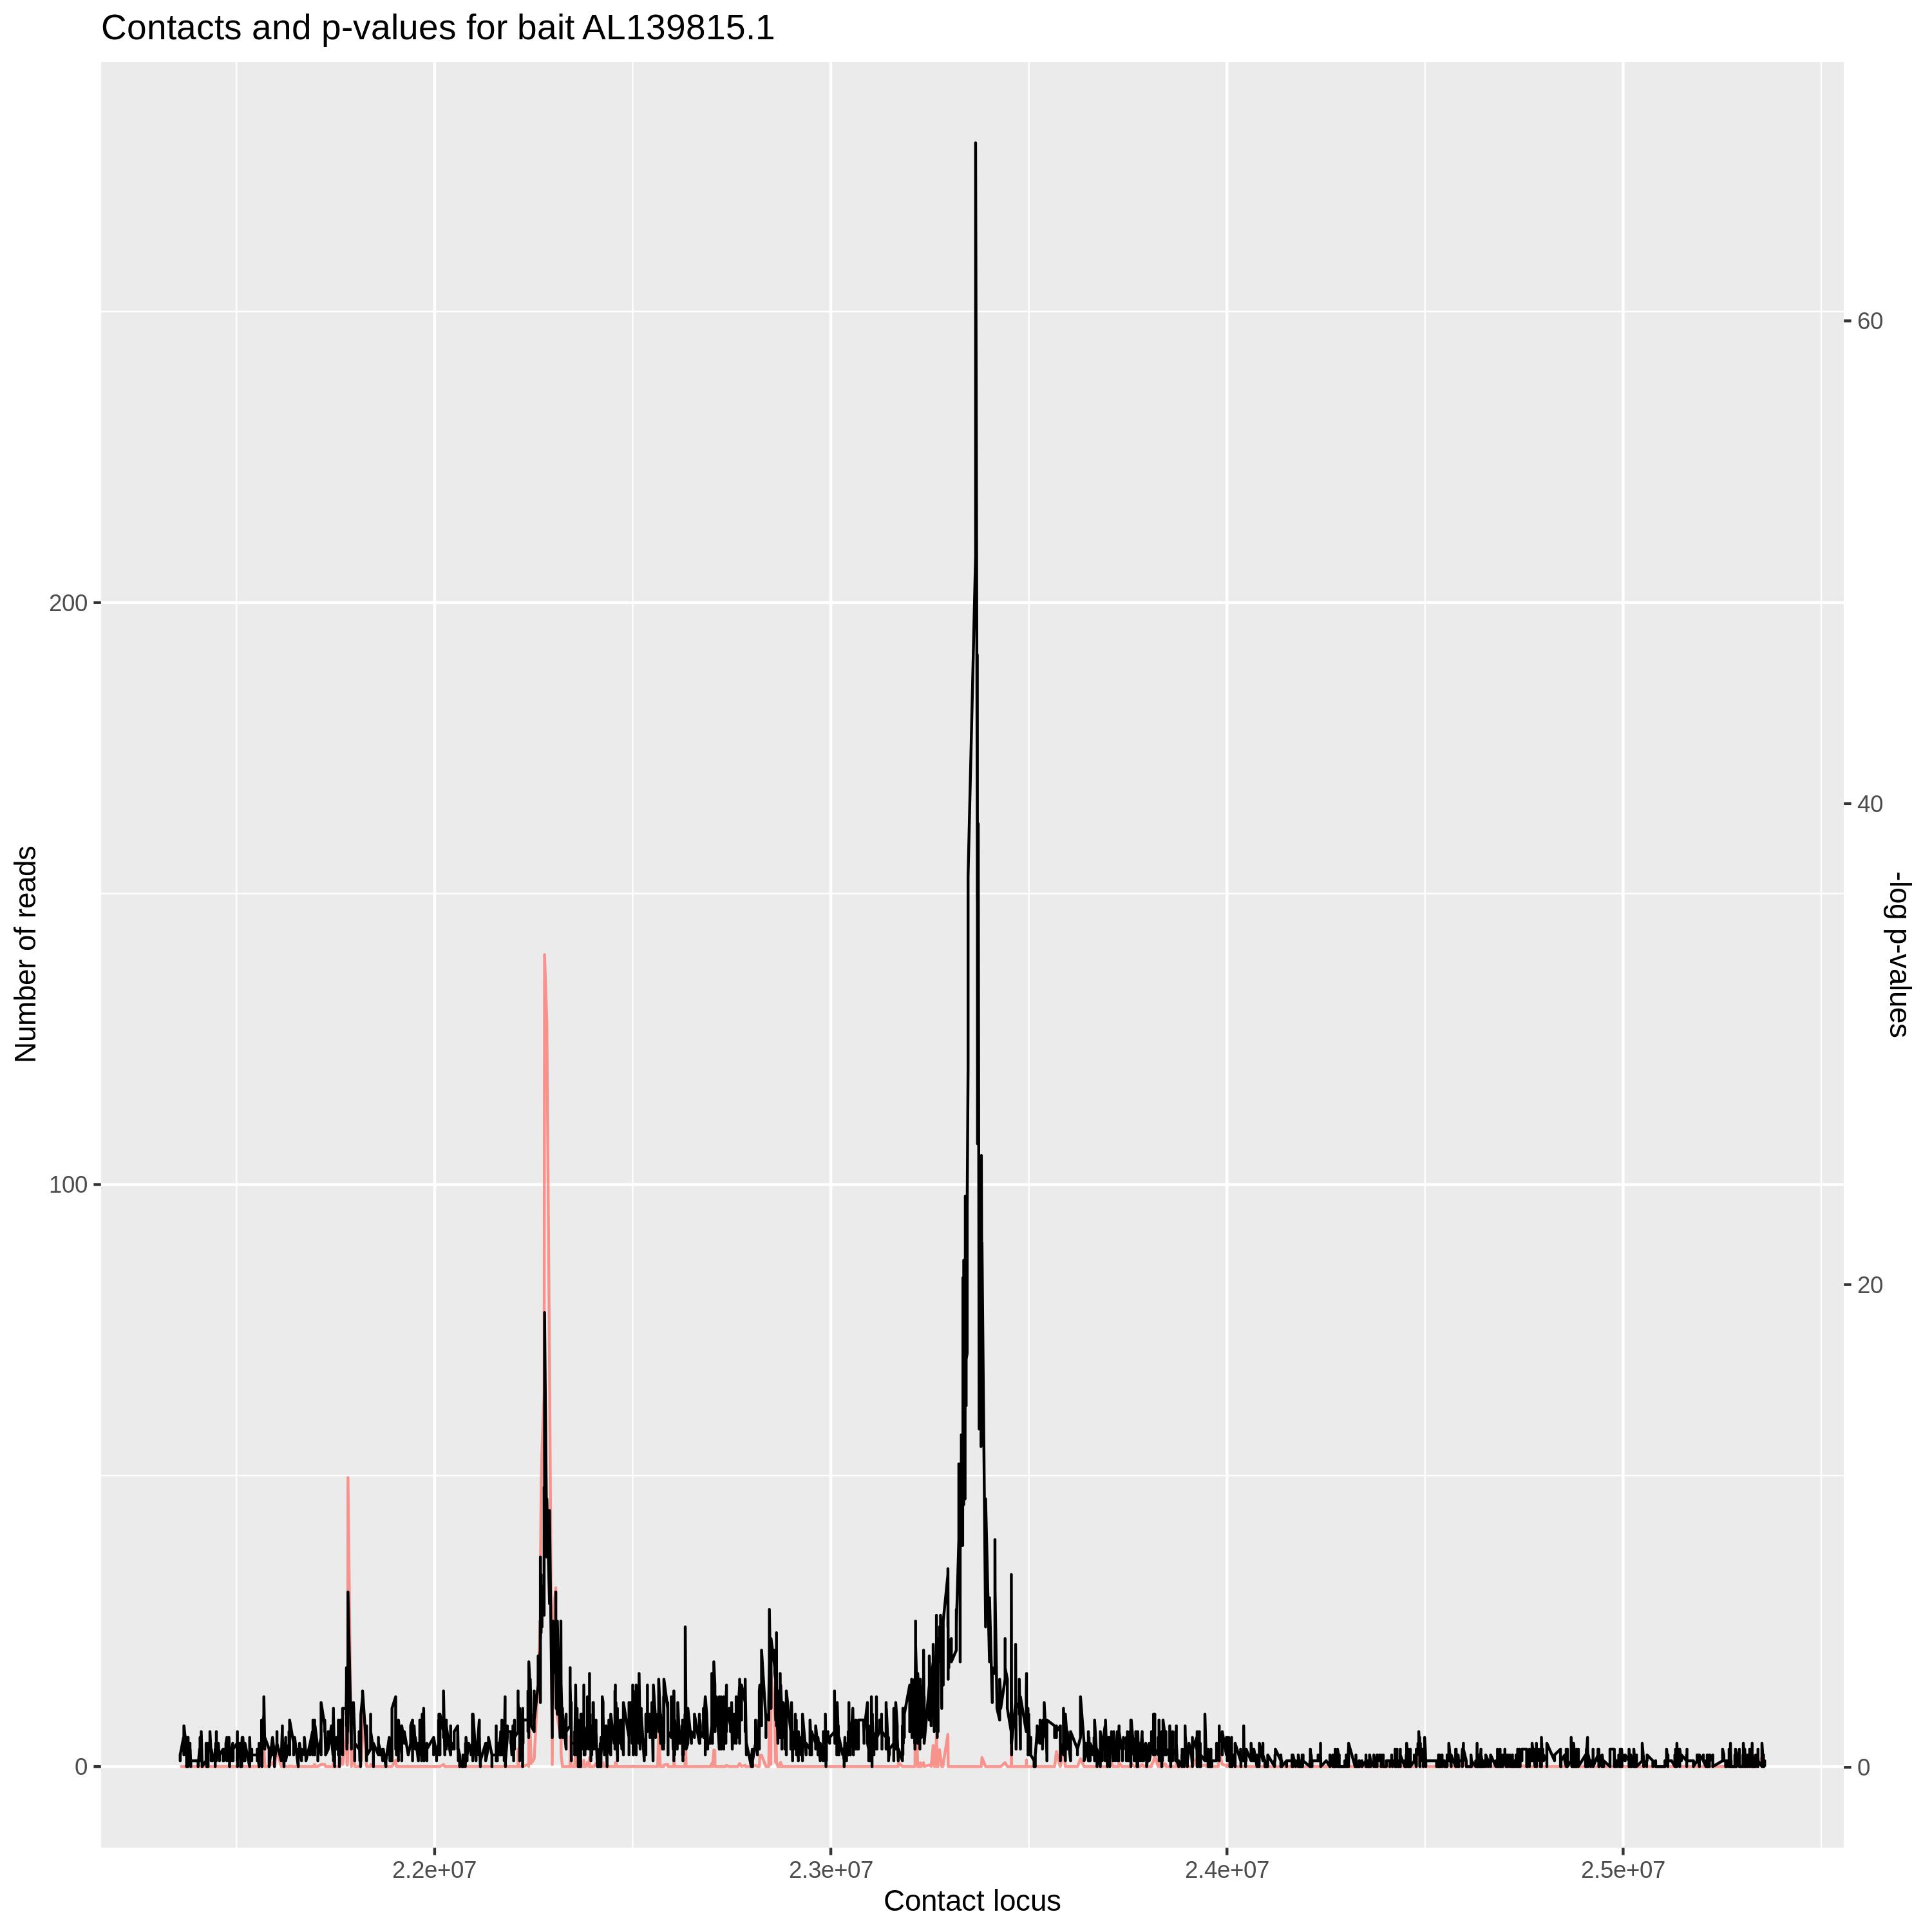 Contacts and p-values for bait AL139815.1
200
100
0
Number of reads
60
40
20
0
-log p-values
2.2e+07
2.3e+07
2.4e+07
2.5e+07
Contact locus